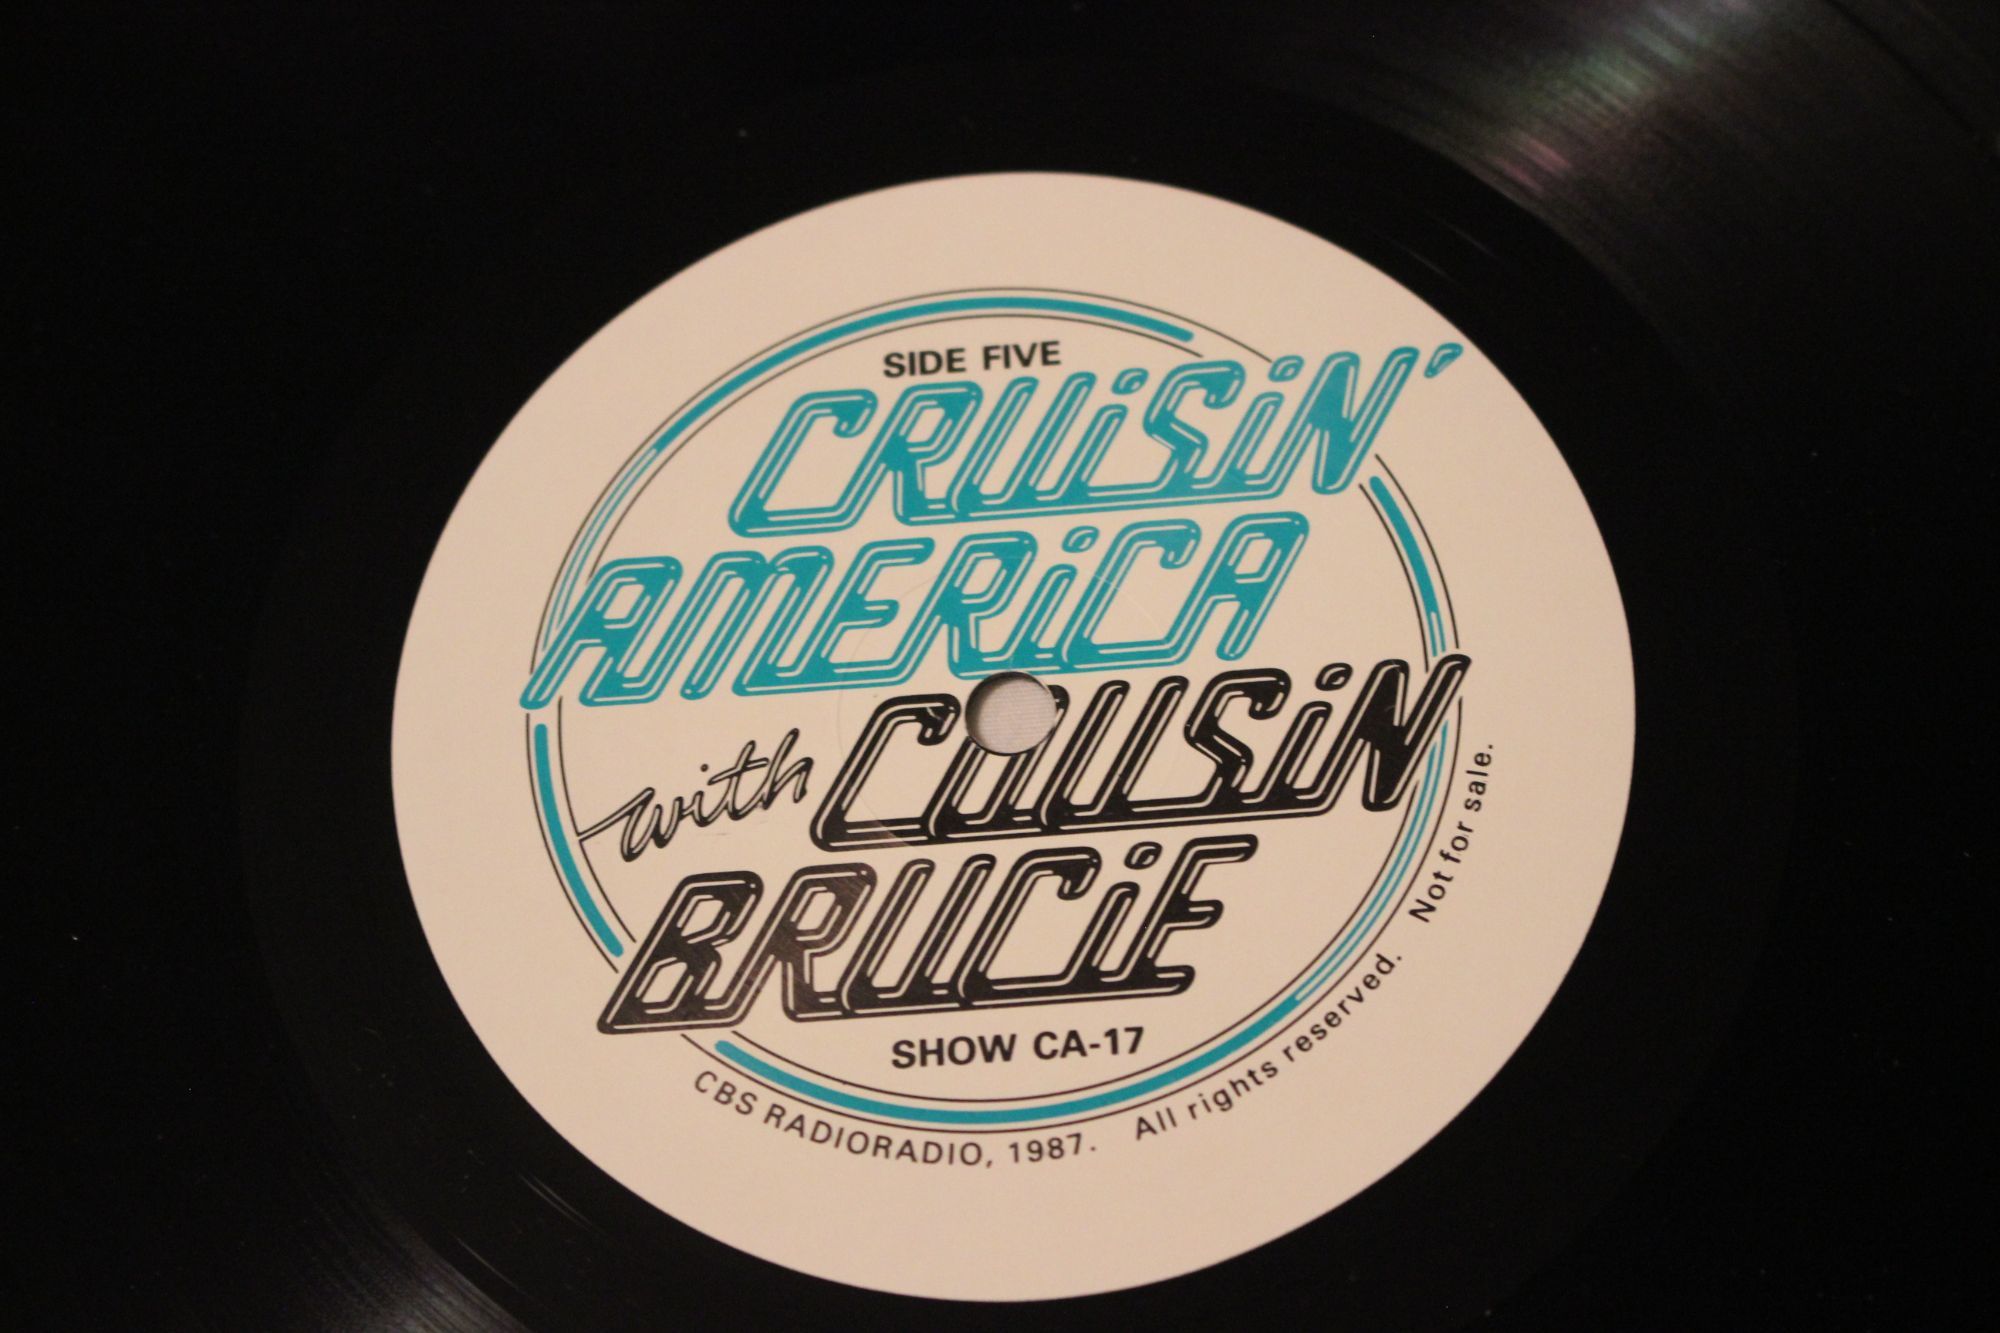 SIDE FIVE
CRUiSiN'
AMERiCA
with COUSiN
BRUCiE
SHOW CA-17
CBS RADIORADIO, 1987. All rights reserved. Not for sale.